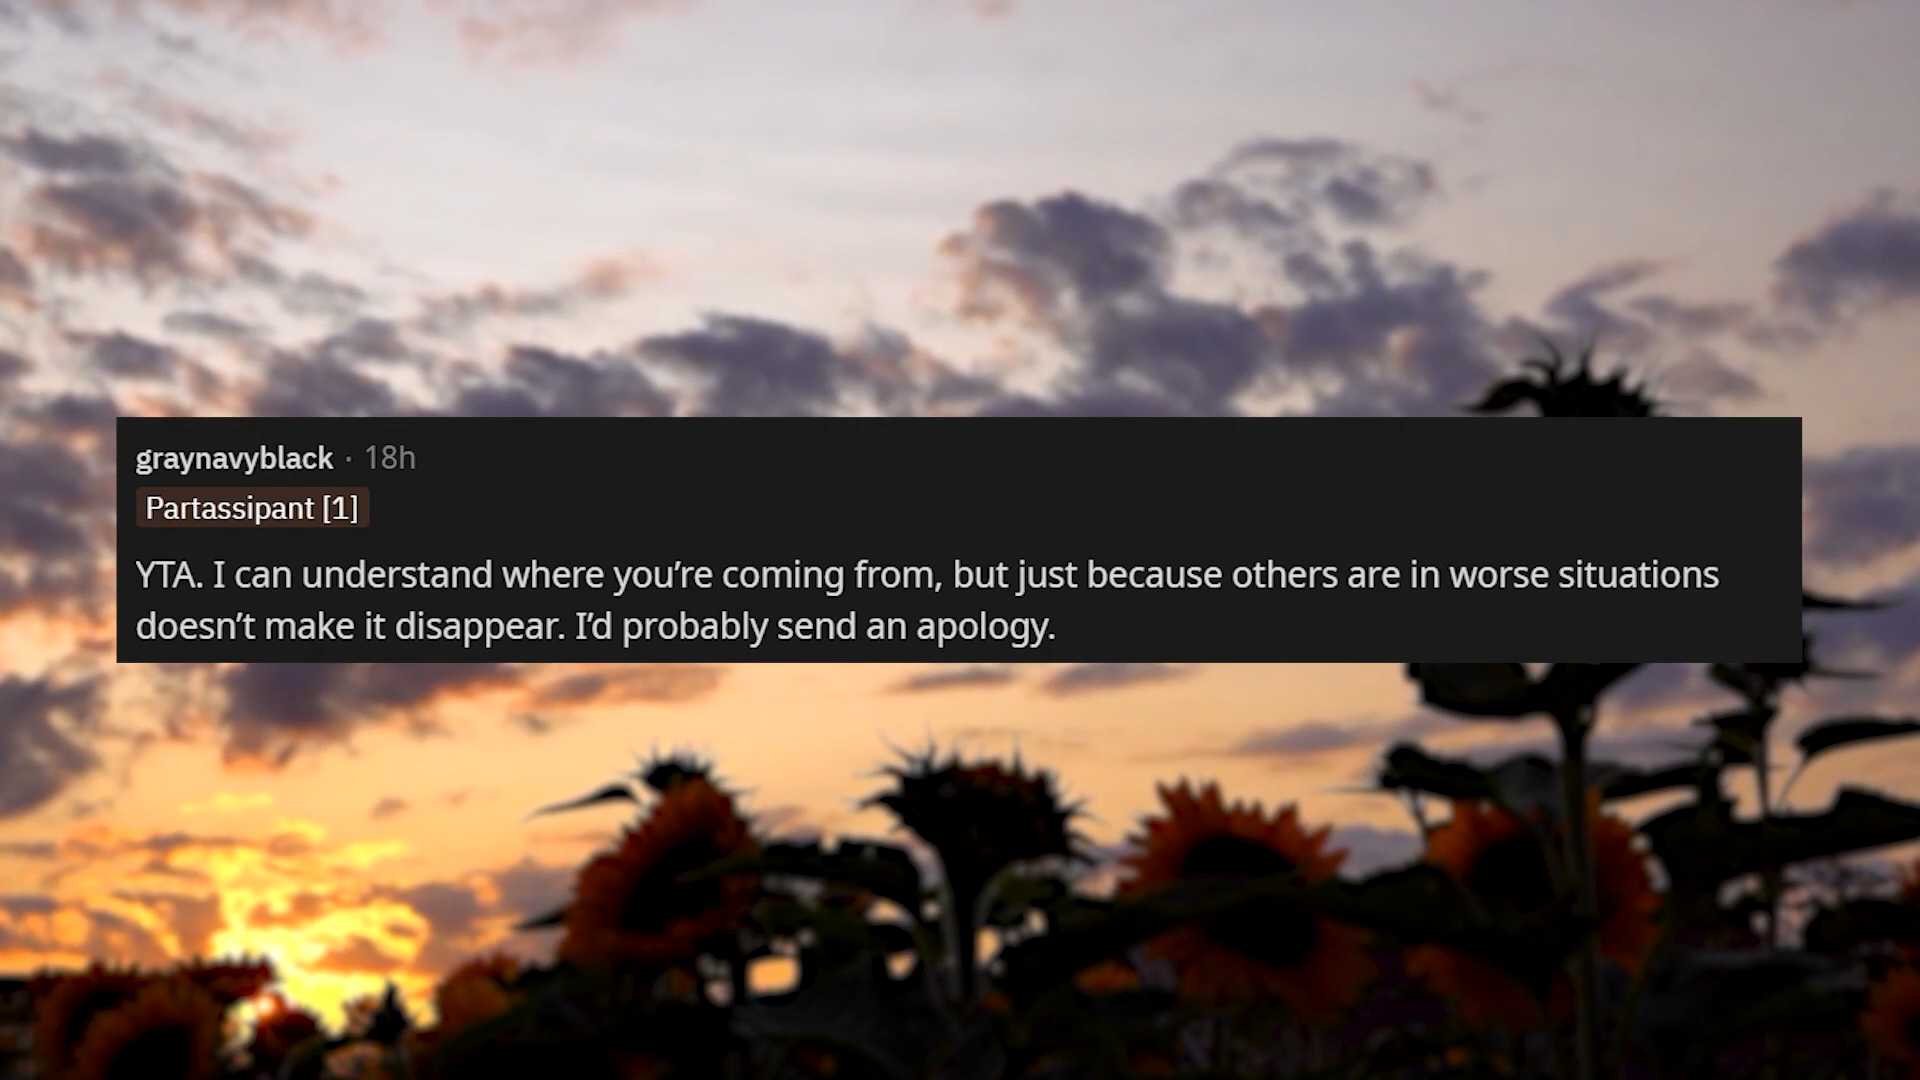 graynavyblack · 18h
Partassipant [1]
YTA. I can understand where you’re coming from, but just because others are in worse situations
doesn’t make it disappear. I’d probably send an apology.